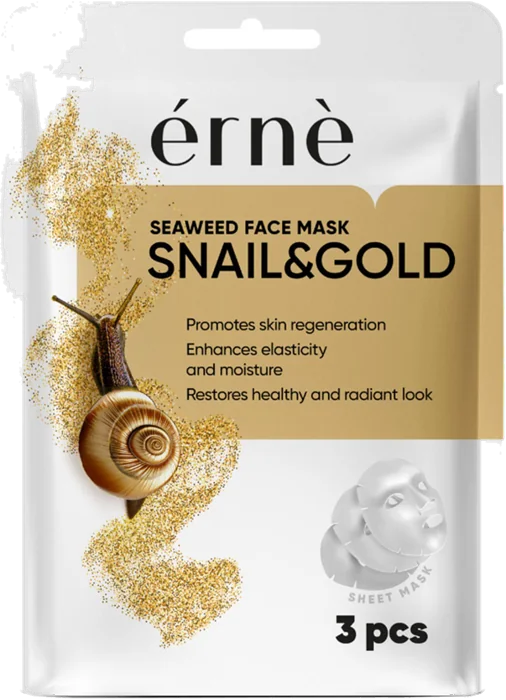 érnè
SEAWEED FACE MASK
SNAIL&GOLD
Promotes skin regeneration
Enhances elasticity
and moisture
Restores healthy and radiant look
SHEET MASK
3 pcs